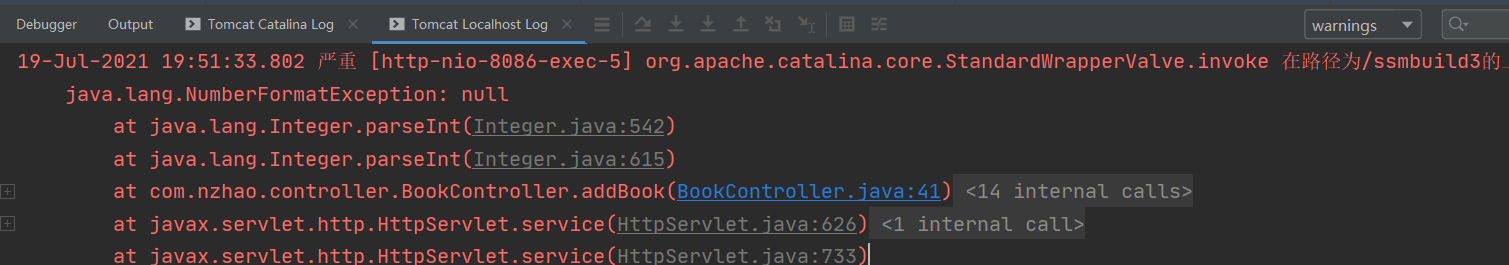 Debugger Output Tomcat Catalina Log Tomcat Localhost Log warnings
19-Jul-2021 19:51:33.802 严重 [http-nio-8086-exec-5] org.apache.catalina.core.StandardWrapperValve.invoke 在路径为/ssmbuild3的
java.lang.NumberFormatException: null
at java.lang.Integer.parseInt(Integer.java:542)
at java.lang.Integer.parseInt(Integer.java:615)
at com.nzhao.controller.BookController.addBook(BookController.java:41) <14 internal calls>
at javax.servlet.http.HttpServlet.service(HttpServlet.java:626) <1 internal call>
at javax.servlet.http.HttpServlet.service(HttpServlet.java:733)